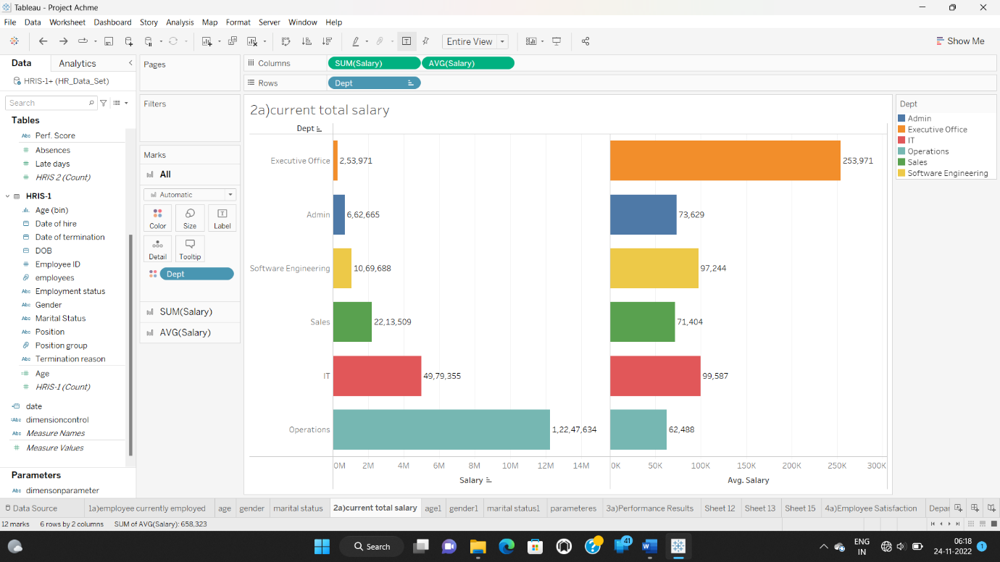 Tableau - Project Achme
File Data Worksheet Dashboard Story Analysis Map Format Server Window Help
Entire View
Show Me
Data Analytics
HRIS-1+ (HR_Data_Set)
Search
Tables
Abc Perf. Score
# Absences
# Late days
# HRIS 2 (Count)
HRIS-1
Age (bin)
Date of hire
Date of termination
DOB
# Employee ID
employees
Abc Employment status
Abc Gender
Abc Marital Status
Abc Position
Position group
Abc Termination reason
=# Age
# HRIS-1 (Count)
date
=Abc dimensioncontrol
Abc Measure Names
# Measure Values
Parameters
Abc dimensonparameter
Pages
Filters
Marks
All
Automatic
Color Size Label
Detail Tooltip
Dept
SUM(Salary)
AVG(Salary)
Columns SUM(Salary) AVG(Salary)
Rows Dept
2a)current total salary
Dept
Executive Office 2,53,971 253,971
Admin 6,62,665 73,629
Software Engineering 10,69,688 97,244
Sales 22,13,509 71,404
IT 49,79,355 99,587
Operations 1,22,47,634 62,488
0M 2M 4M 6M 8M 10M 12M 14M 0K 50K 100K 150K 200K 250K 300K
Salary Avg. Salary
Dept
Admin
Executive Office
IT
Operations
Sales
Software Engineering
Data Source 1a)employee currently employed age gender marital status 2a)current total salary age1 gender1 marital status1 parameteres 3a)Performance Results Sheet 12 Sheet 13 Sheet 15 4a)Employee Satisfaction Depar
12 marks 6 rows by 2 columns SUM of AVG(Salary): 658,323
Search
41
ENG
IN
06:18
24-11-2022
1